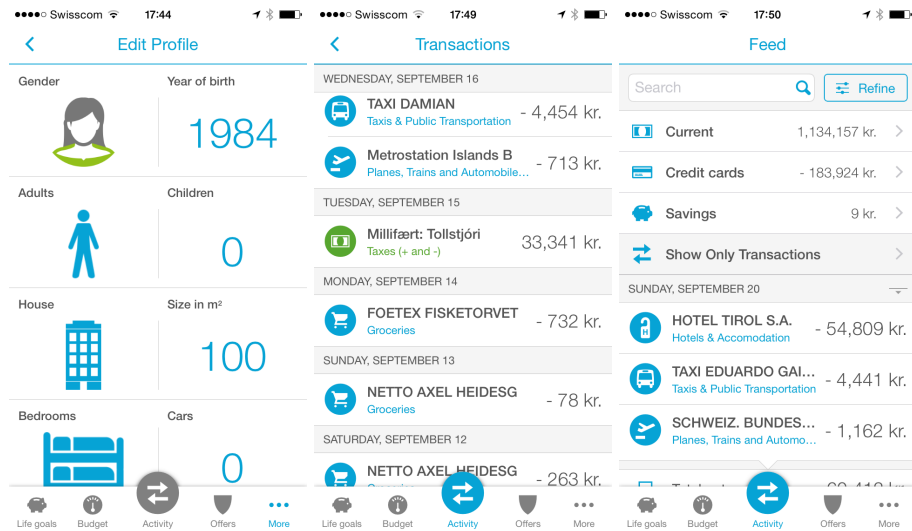 Swisscom 17:44
Edit Profile
Gender Year of birth
1984
Adults Children
0
House Size in m²
100
Bedrooms Cars
0
Life goals Budget Activity Offers More
Swisscom 17:49
Transactions
WEDNESDAY, SEPTEMBER 16
TAXI DAMIAN
Taxis & Public Transportation
- 4,454 kr.
Metrostation Islands B
Planes, Trains and Automobile...
- 713 kr.
TUESDAY, SEPTEMBER 15
Millifært: Tollstjóri
Taxes (+ and -)
33,341 kr.
MONDAY, SEPTEMBER 14
FOETEX FISKETORVET
Groceries
- 732 kr.
SUNDAY, SEPTEMBER 13
NETTO AXEL HEIDESG
Groceries
- 78 kr.
SATURDAY, SEPTEMBER 12
NETTO AXEL HEIDESG
- 263 kr.
Life goals Budget Activity Offers More
Swisscom 17:50
Feed
Search
Refine
Current 1,134,157 kr.
Credit cards - 183,924 kr.
Savings 9 kr.
Show Only Transactions
SUNDAY, SEPTEMBER 20
HOTEL TIROL S.A.
Hotels & Accomodation
- 54,809 kr.
TAXI EDUARDO GAI...
Taxis & Public Transportation
- 4,441 kr.
SCHWEIZ. BUNDES...
Planes, Trains and Automo...
- 1,162 kr.
Life goals Budget Activity Offers More